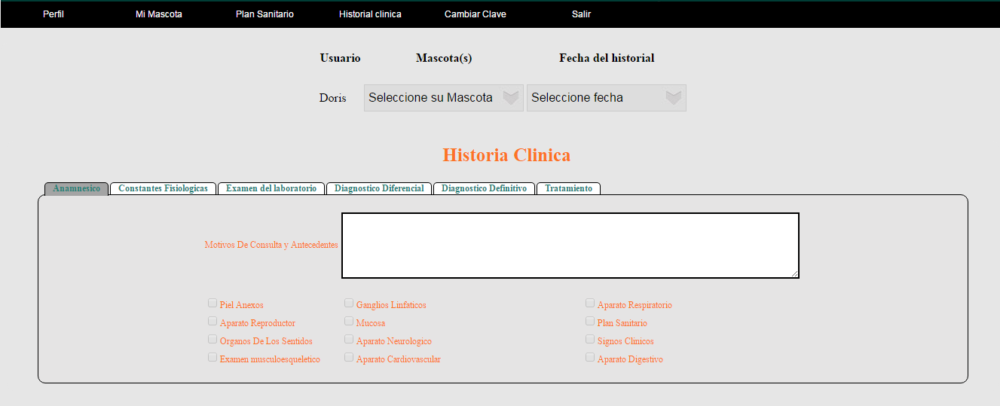 Perfil Mi Mascota Plan Sanitario Historial clinica Cambiar Clave Salir
Usuario Mascota(s) Fecha del historial
Doris Seleccione su Mascota Seleccione fecha
Historia Clinica
Anamnesico Constantes Fisiologicas Examen del laboratorio Diagnostico Diferencial Diagnostico Definitivo Tratamiento
Motivos De Consulta y Antecedentes
Piel Anexos Ganglios Linfaticos Aparato Respiratorio
Aparato Reproductor Mucosa Plan Sanitario
Organos De Los Sentidos Aparato Neurologico Signos Clinicos
Examen musculoesqueletico Aparato Cardiovascular Aparato Digestivo